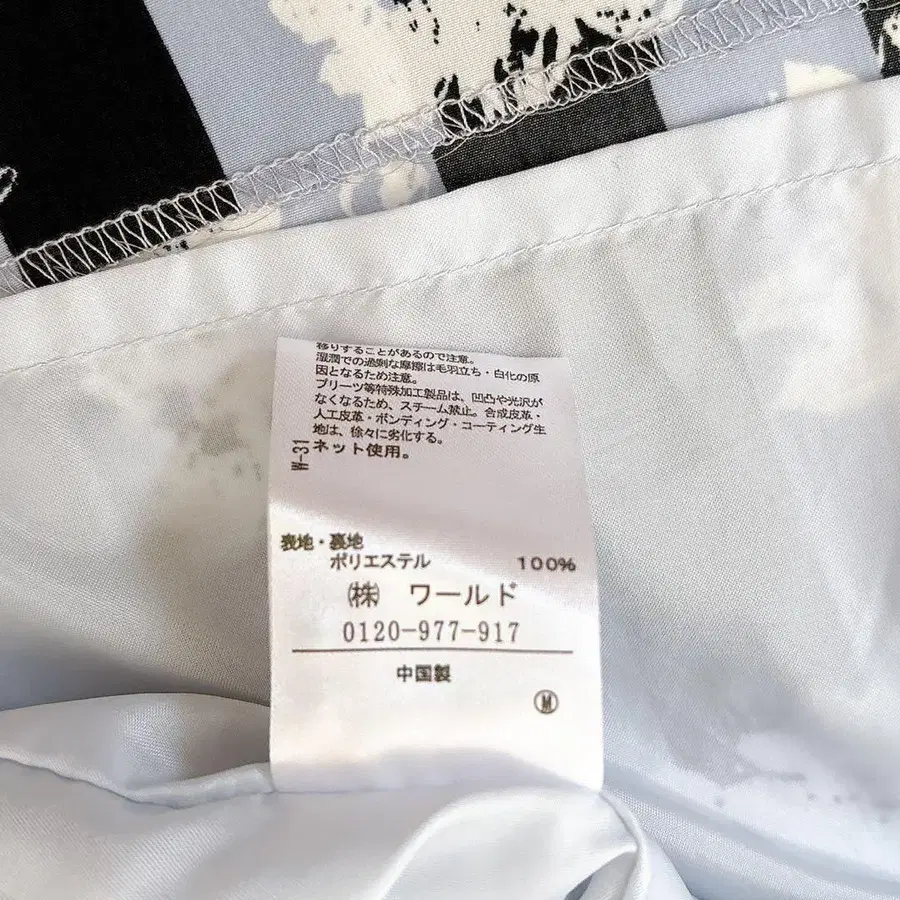 移りすることがあるので注意。
湿潤での過剰な摩擦は毛羽立ち・白化の原
因となるため注意。
プリーツ等特殊加工製品は、凹凸や光沢が
なくなるため、スチーム禁止。合成皮革・
人工皮革・ボンディング・コーティング生
地は、徐々に劣化する。
ネット使用。
W-31
表地・裏地
ポリエステル 100%
㈱ ワールド
0120-977-917
中国製
Ⓜ